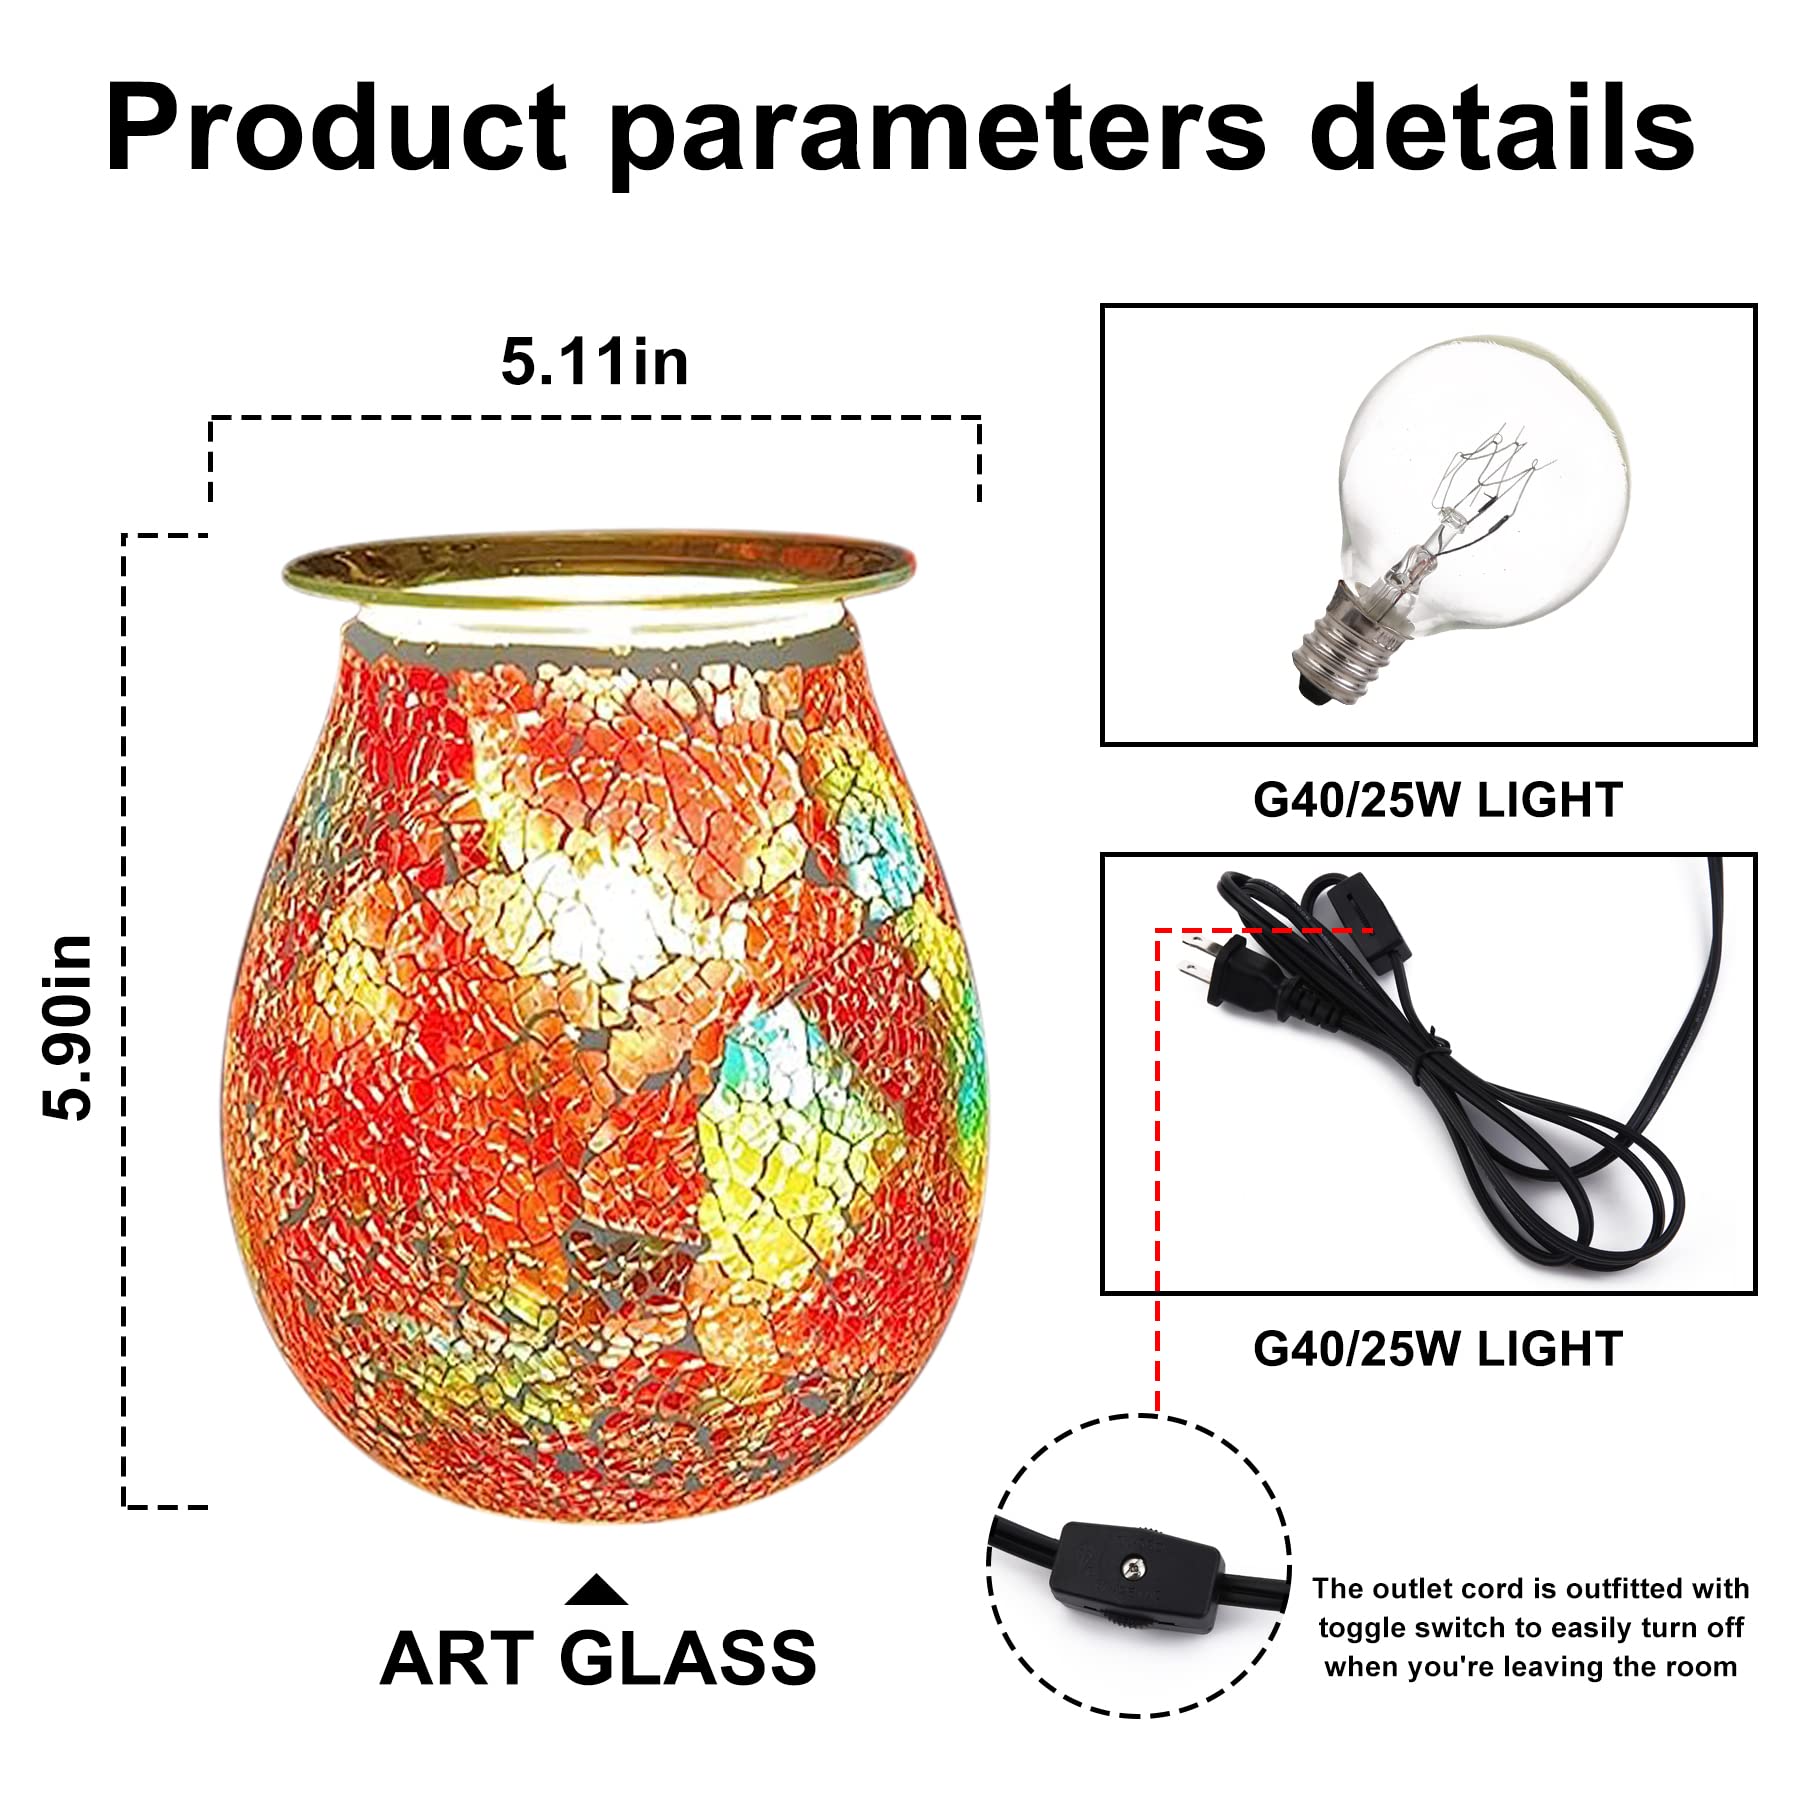 Product parameters details
5.11in
5.90in
G40/25W LIGHT
G40/25W LIGHT
ART GLASS
The outlet cord is outfitted with
toggle switch to easily turn off
when you're leaving the room